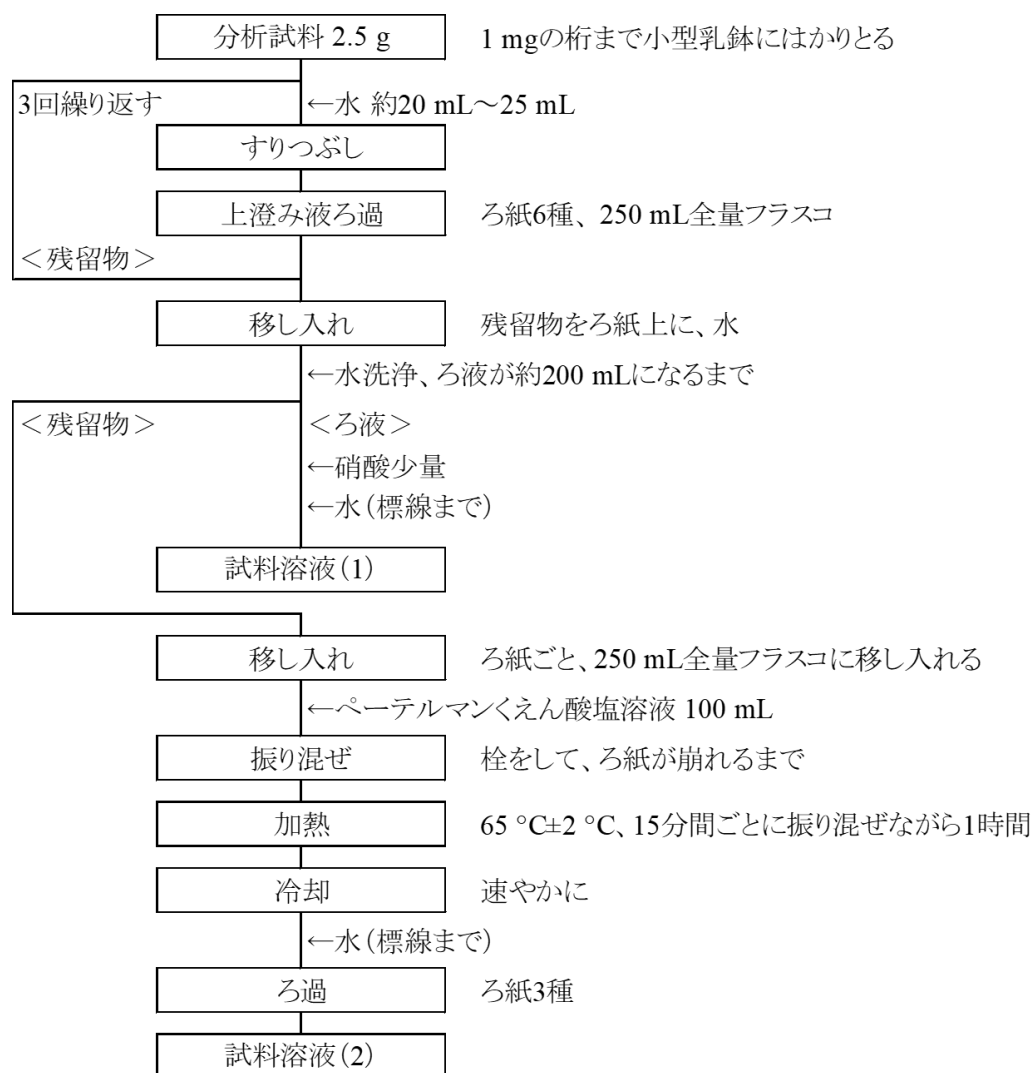 分析試料 2.5 g 1 mgの桁まで小型乳鉢にはかりとる
3回繰り返す ←水 約20 mL～25 mL
すりつぶし
上澄み液ろ過 ろ紙6種、250 mL全量フラスコ
＜残留物＞
移し入れ 残留物をろ紙上に、水
←水洗浄、ろ液が約200 mLになるまで
＜残留物＞ ＜ろ液＞
←硝酸少量
←水（標線まで）
試料溶液（1）
移し入れ ろ紙ごと、250 mL全量フラスコに移し入れる
←ペーテルマンくえん酸塩溶液 100 mL
振り混ぜ 栓をして、ろ紙が崩れるまで
加熱 65 °C±2 °C、15分間ごとに振り混ぜながら1時間
冷却 速やかに
←水（標線まで）
ろ過 ろ紙3種
試料溶液（2）